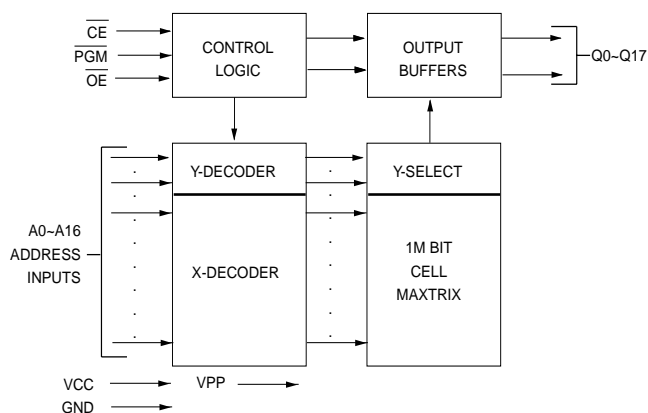 CE
PGM
OE
CONTROL
LOGIC
OUTPUT
BUFFERS
Q0~Q17
A0~A16
ADDRESS
INPUTS
Y-DECODER
X-DECODER
Y-SELECT
1M BIT
CELL
MAXTRIX
VCC
GND
VPP